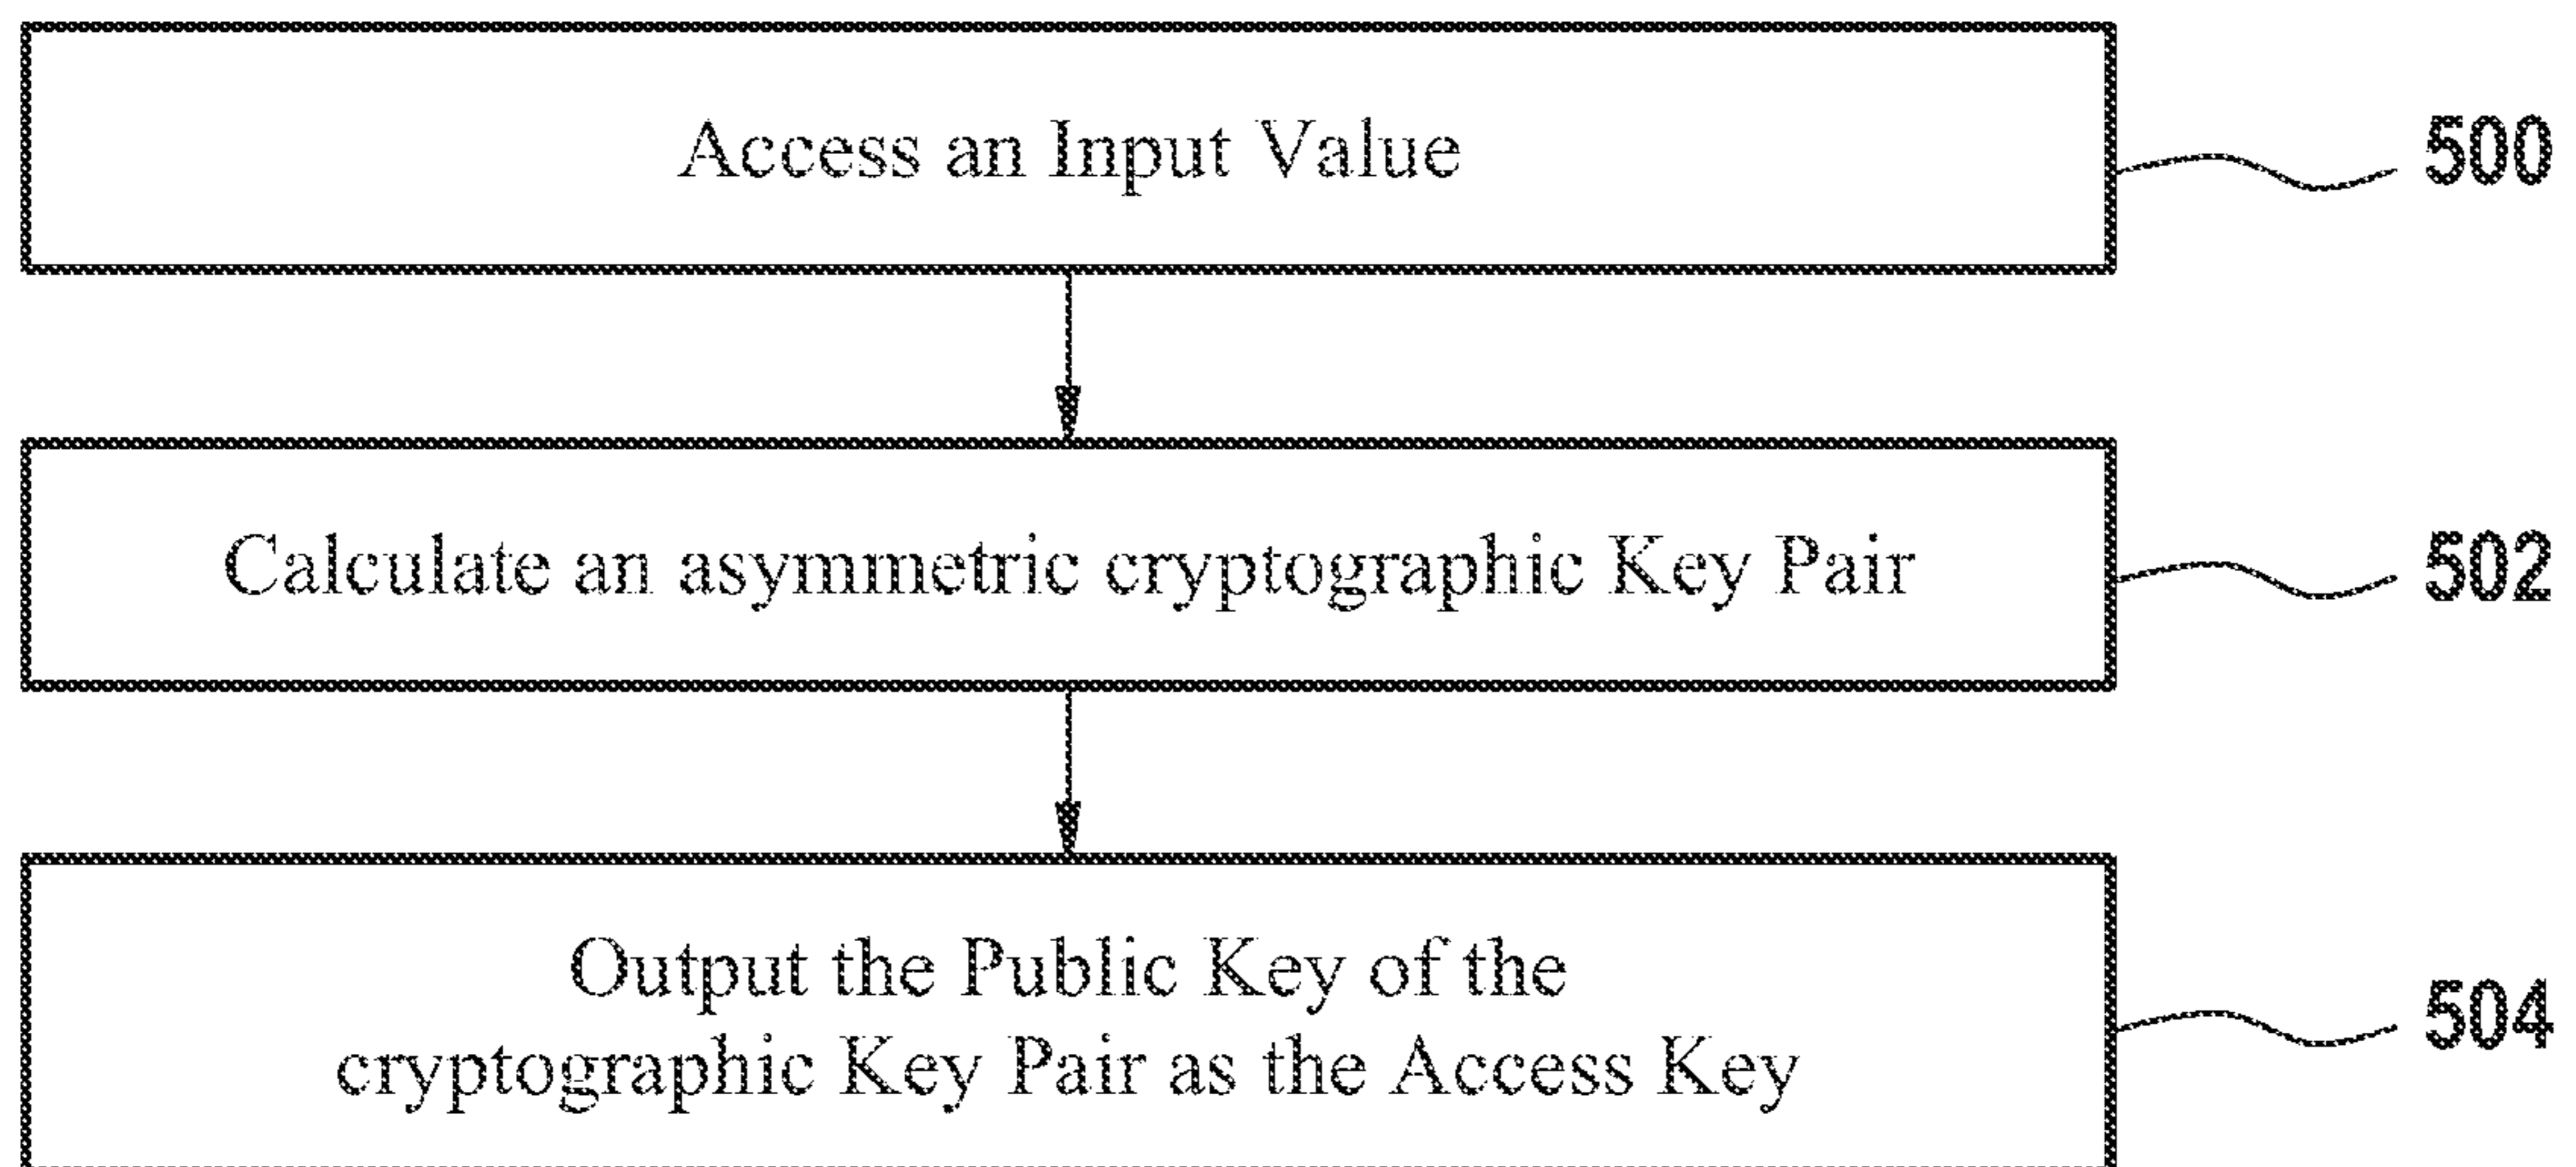 Access an Input Value
500
Calculate an asymmetric cryptographic Key Pair
502
Output the Public Key of the
cryptographic Key Pair as the Access Key
504